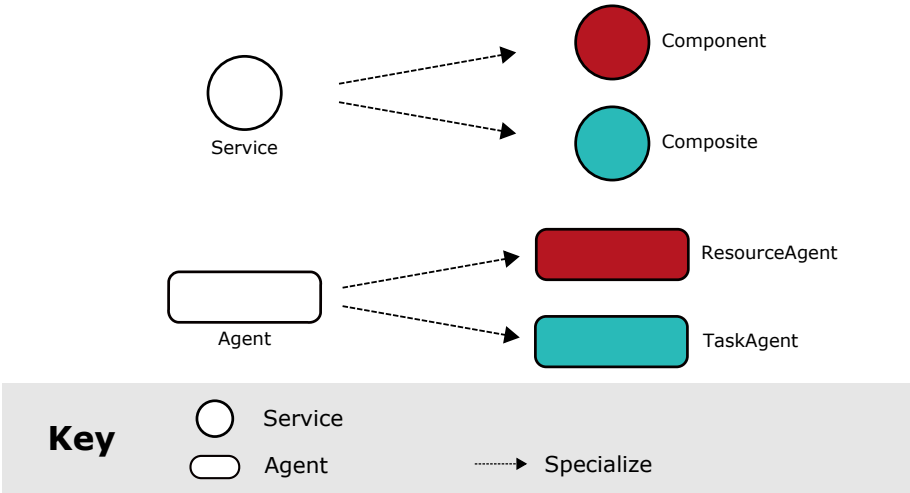 Component
Service
Composite
ResourceAgent
Agent
TaskAgent
Key
Service
Agent
Specialize